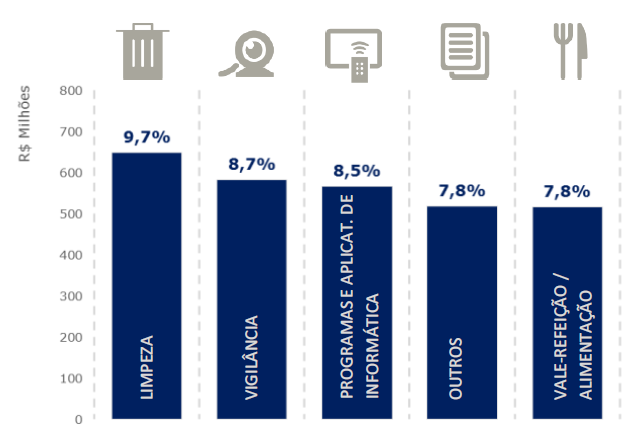 R$ Milhões
800
700
600
500
400
300
200
100
0
9,7%
8,7%
8,5%
7,8%
7,8%
LIMPEZA
VIGILÂNCIA
PROGRAMAS E APLICAT. DE
INFORMÁTICA
OUTROS
VALE-REFEIÇÃO /
ALIMENTAÇÃO